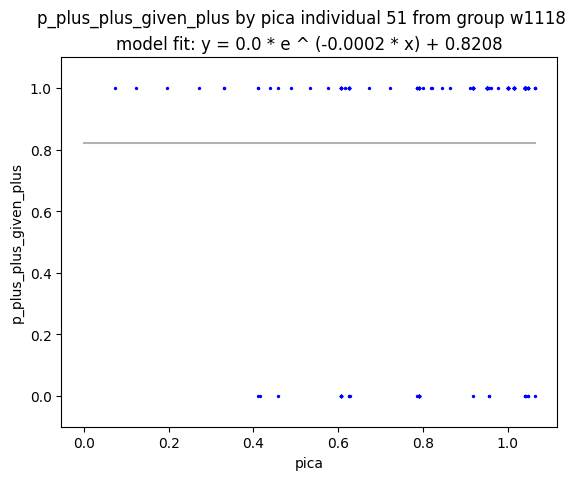 p_plus_plus_given_plus by pica individual 51 from group w1118
model fit: y = 0.0 * e ^ (-0.0002 * x) + 0.8208
1.0
0.8
0.6
0.4
0.2
0.0
p_plus_plus_given_plus
0.0 0.2 0.4 0.6 0.8 1.0
pica